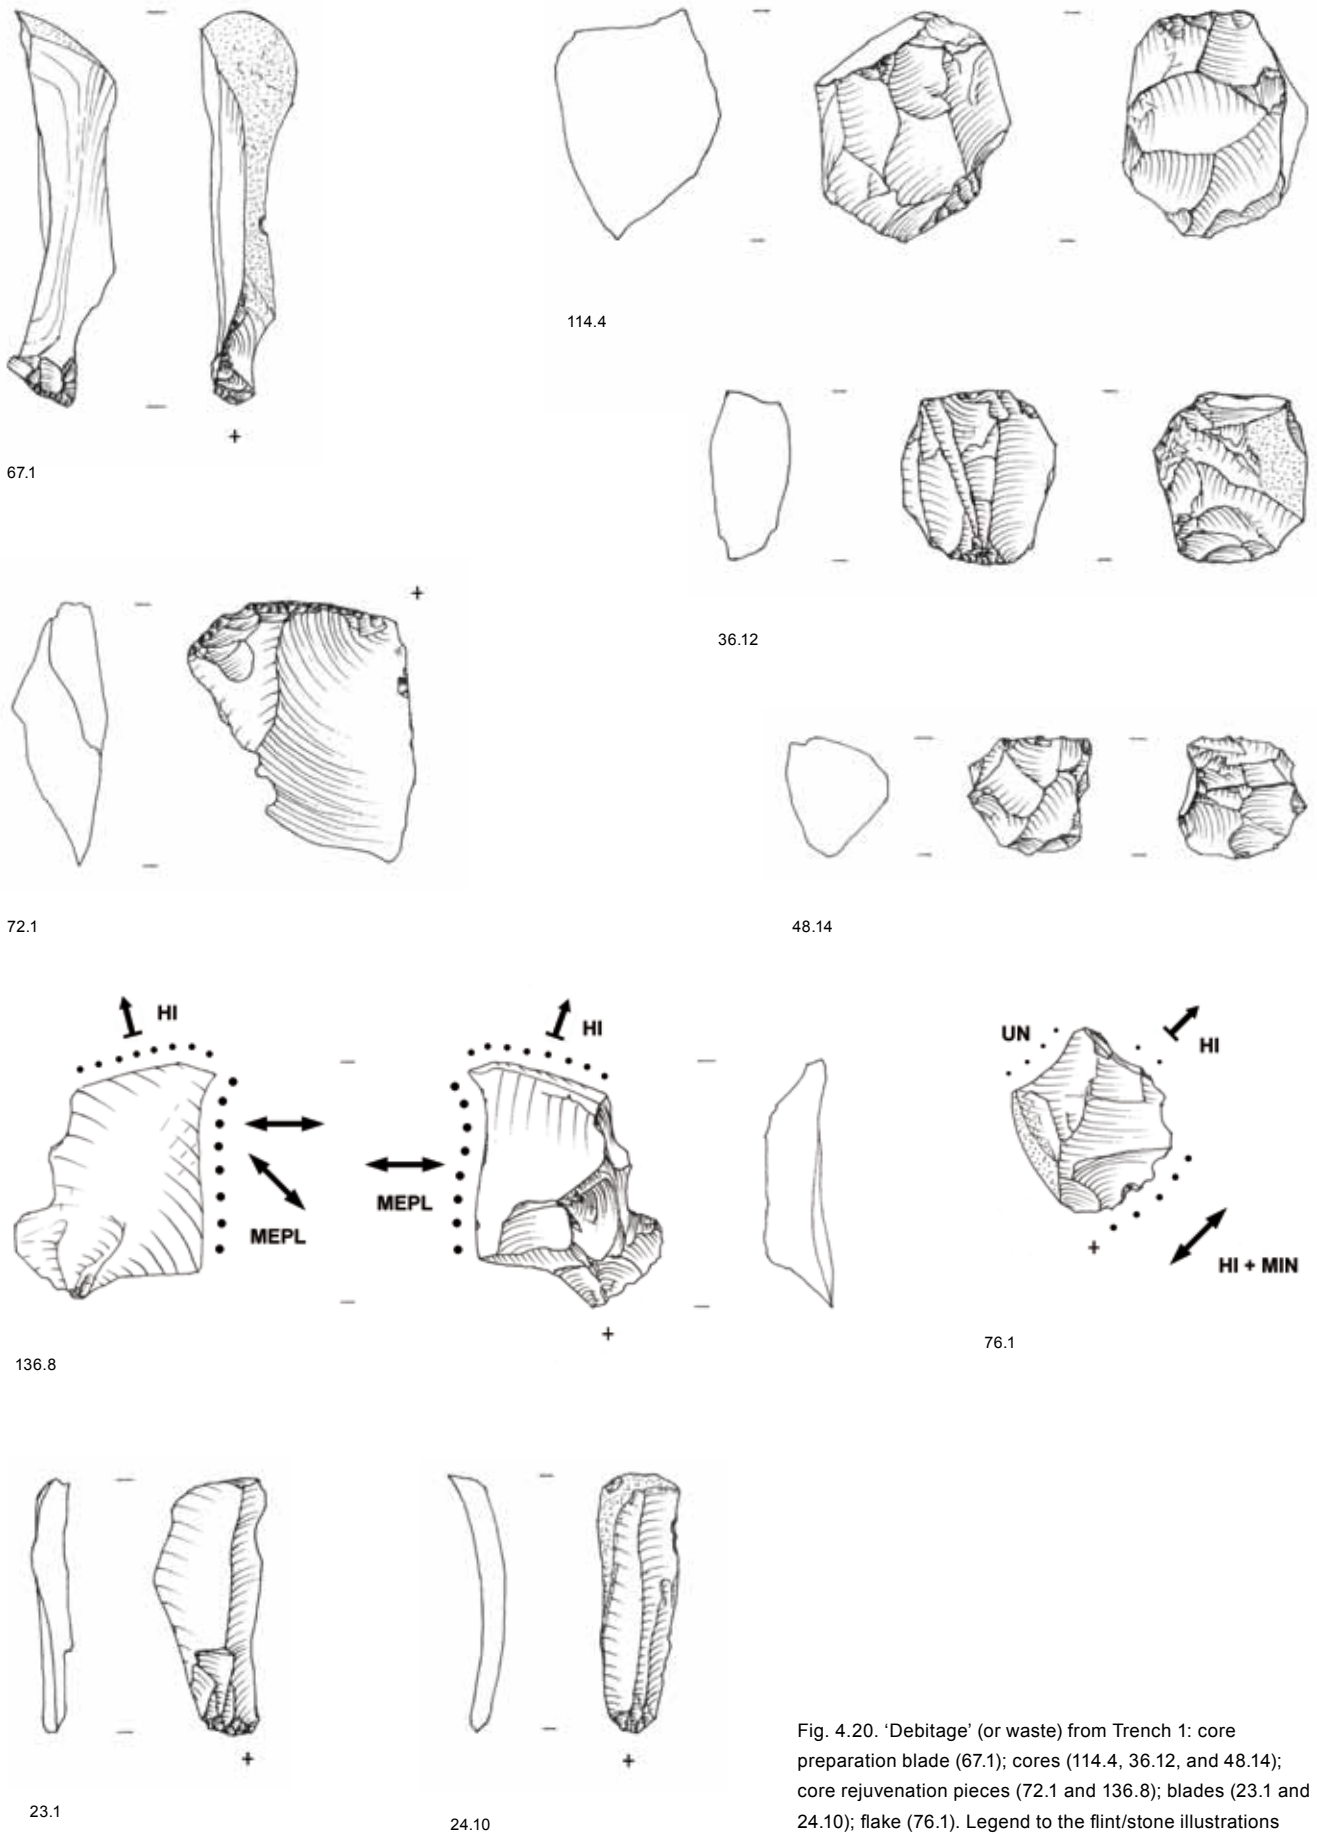 114.4
+
67.1
36.12
+
72.1
48.14
HI
HI
UN
HI
MEPL
MEPL
+
HI + MIN
+
136.8
76.1
+
+
23.1
24.10
Fig. 4.20. ‘Debitage’ (or waste) from Trench 1: core
preparation blade (67.1); cores (114.4, 36.12, and 48.14);
core rejuvenation pieces (72.1 and 136.8); blades (23.1 and
24.10); flake (76.1). Legend to the flint/stone illustrations